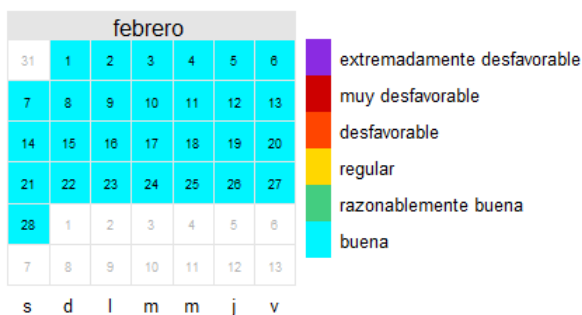 febrero
31 1 2 3 4 5 6
7 8 9 10 11 12 13
14 15 16 17 18 19 20
21 22 23 24 25 26 27
28 1 2 3 4 5 6
7 8 9 10 11 12 13
s d l m m j v
extremadamente desfavorable
muy desfavorable
desfavorable
regular
razonablemente buena
buena